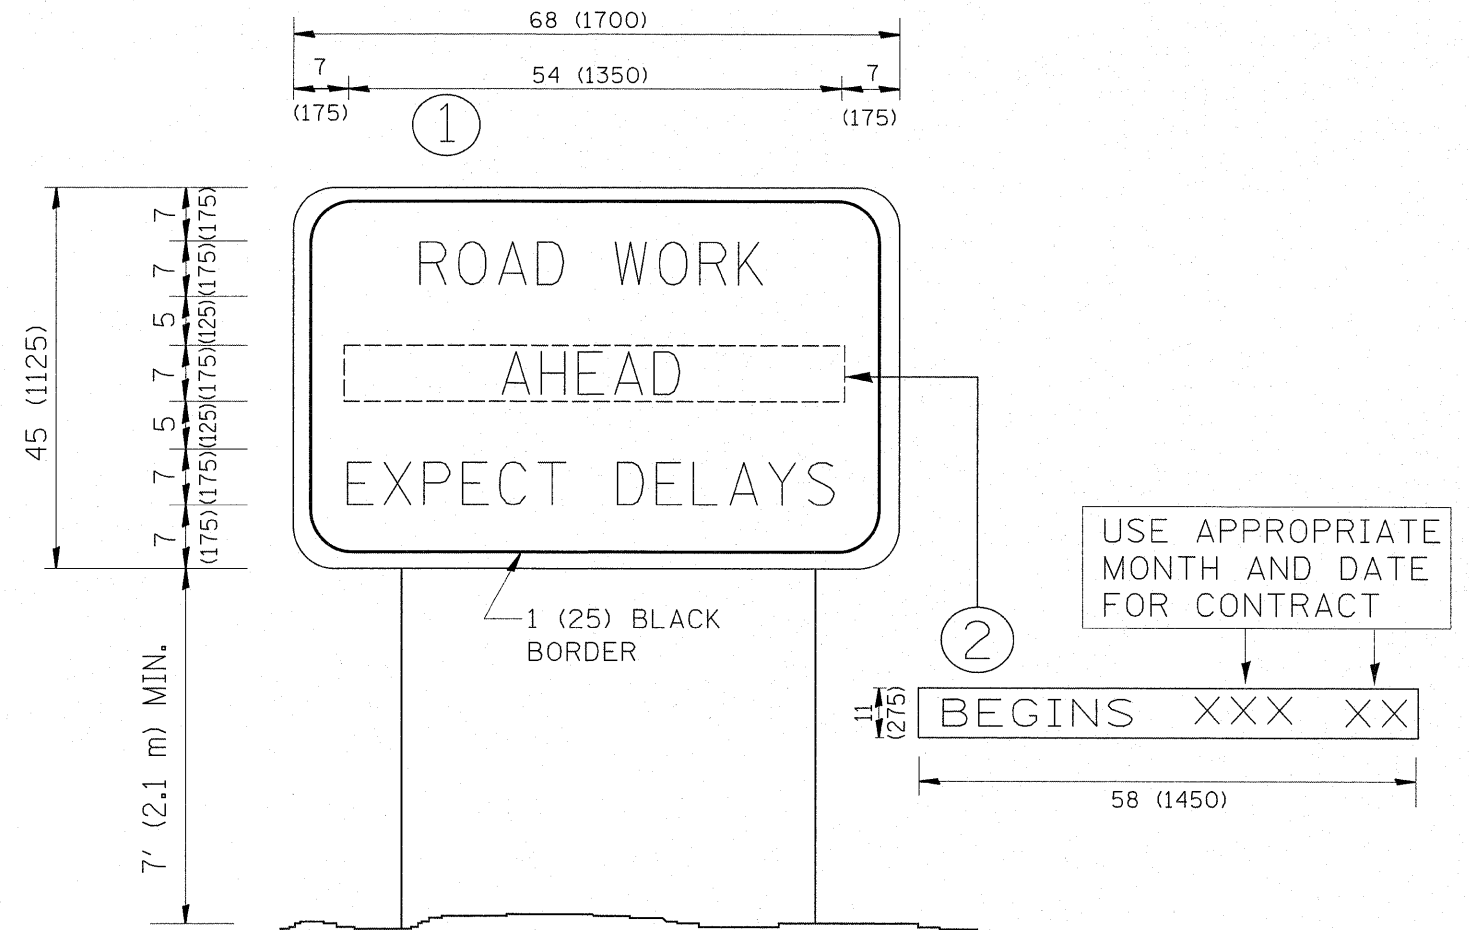 68 (1700)
7 54 (1350) 7
(175) (175)
1
45 (1125)
7 (175)
7 (175)
5 (125)
7 (175)
5 (125)
7 (175)
7 (175)
ROAD WORK
AHEAD
EXPECT DELAYS
1 (25) BLACK
BORDER
7' (2.1 m) MIN.
USE APPROPRIATE
MONTH AND DATE
FOR CONTRACT
2
11 (275)
BEGINS XXX XX
58 (1450)